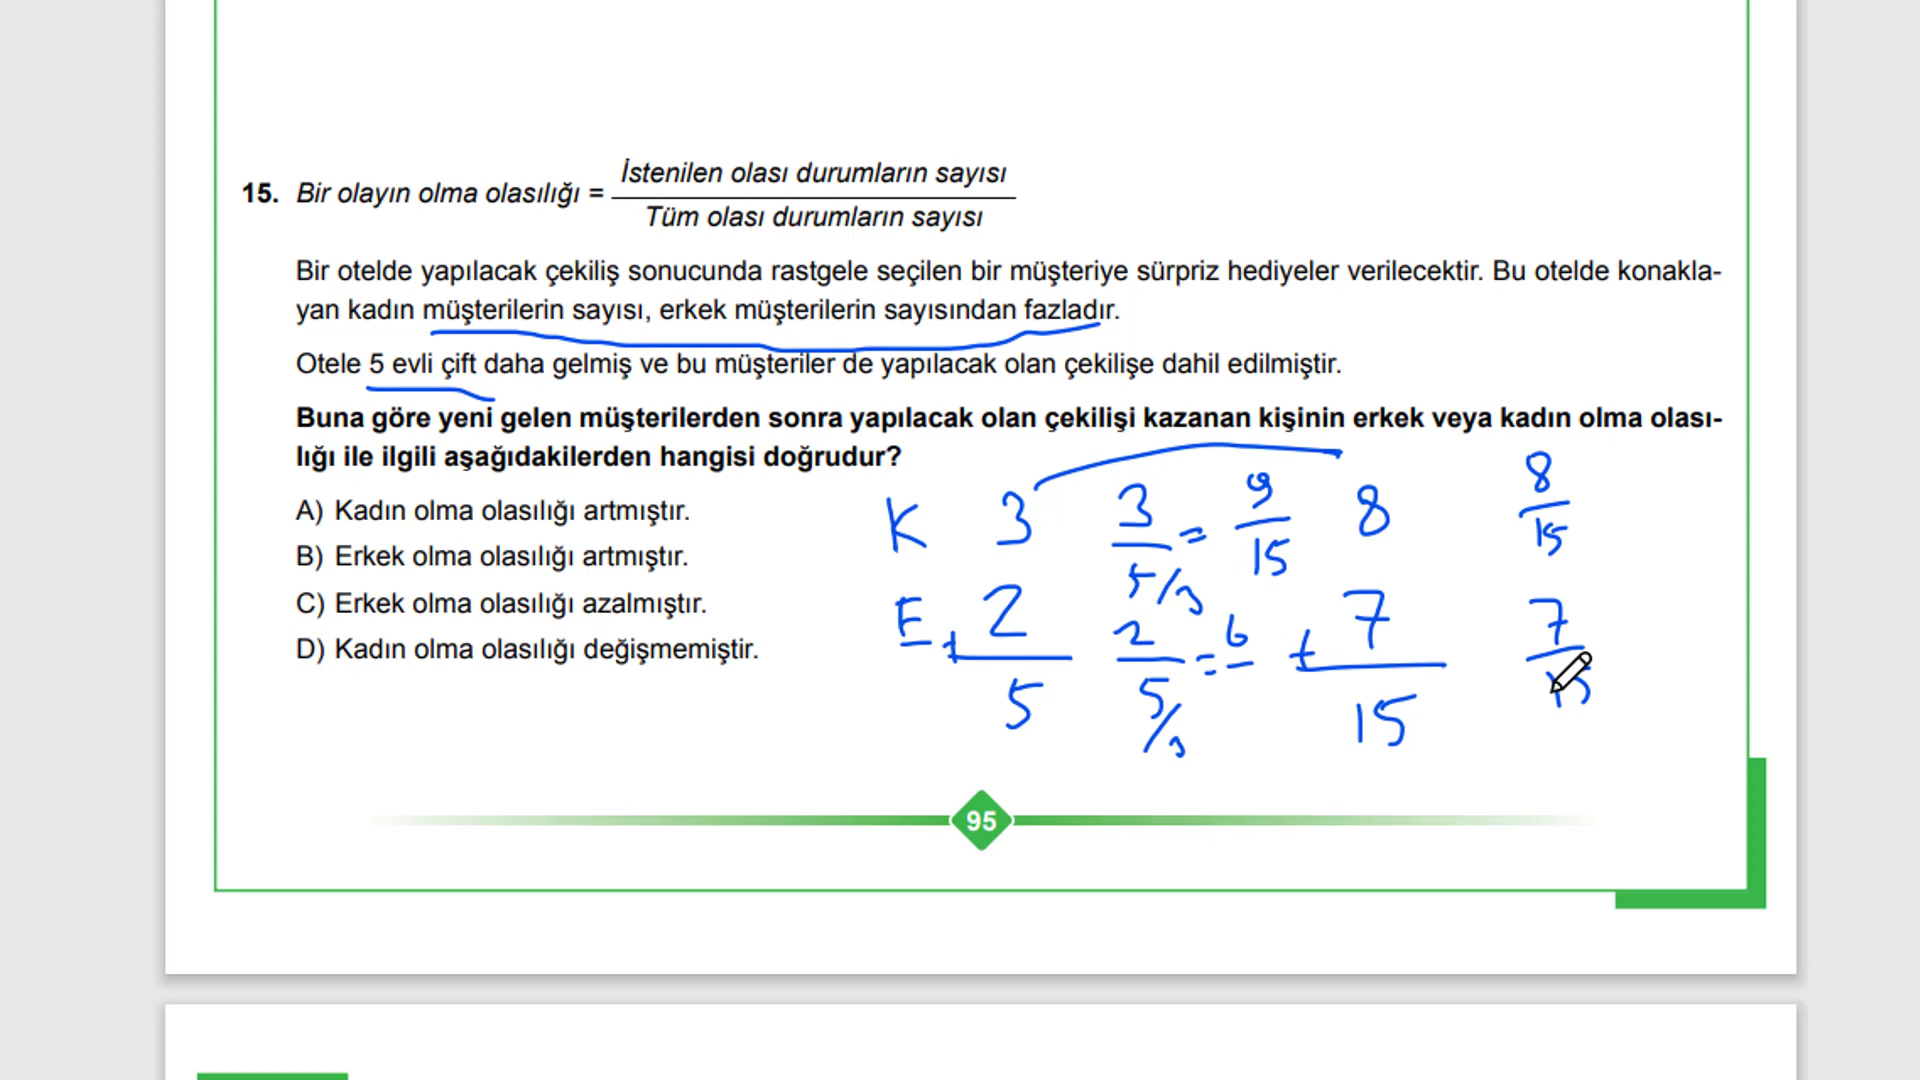 İstenilen olası durumların sayısı
15. Bir olayın olma olasılığı =
Tüm olası durumların sayısı
Bir otelde yapılacak çekiliş sonucunda rastgele seçilen bir müşteriye sürpriz hediyeler verilecektir. Bu otelde konakla-
yan kadın müşterilerin sayısı, erkek müşterilerin sayısından fazladır.
Otele 5 evli çift daha gelmiş ve bu müşteriler de yapılacak olan çekilişe dahil edilmiştir.
Buna göre yeni gelen müşterilerden sonra yapılacak olan çekilişi kazanan kişinin erkek veya kadın olma olası-
lığı ile ilgili aşağıdakilerden hangisi doğrudur?
A) Kadın olma olasılığı artmıştır.
B) Erkek olma olasılığı artmıştır.
C) Erkek olma olasılığı azalmıştır.
D) Kadın olma olasılığı değişmemiştir.
K 3 3/5 = 9/15 8 8/15
/3
E + 2 2/5 = 6 + 7 7/15
/3
5 15
95